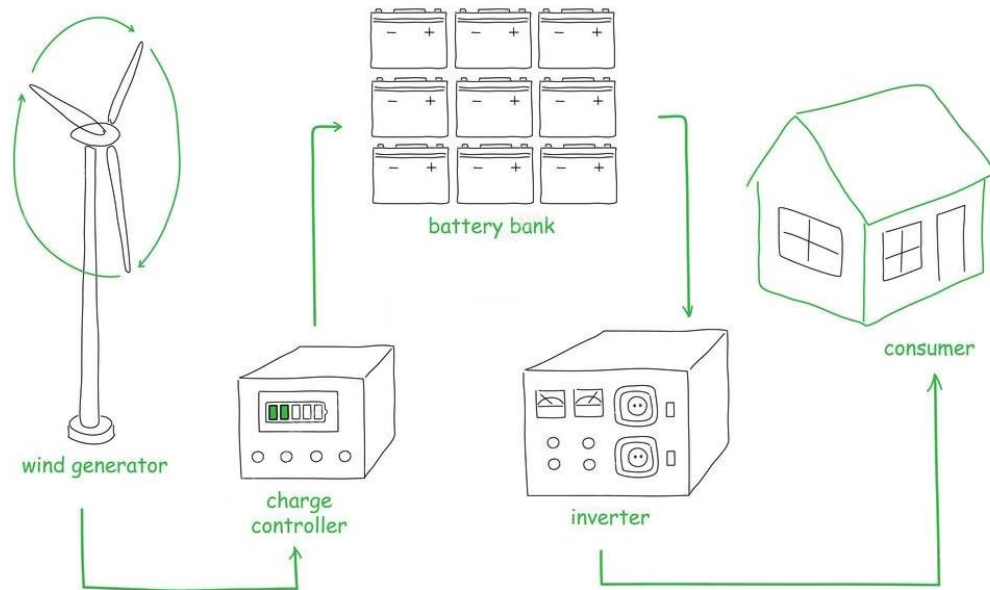 − + − + − +
− + − + − +
− + − + − +
battery bank
consumer
wind generator
charge
controller
inverter